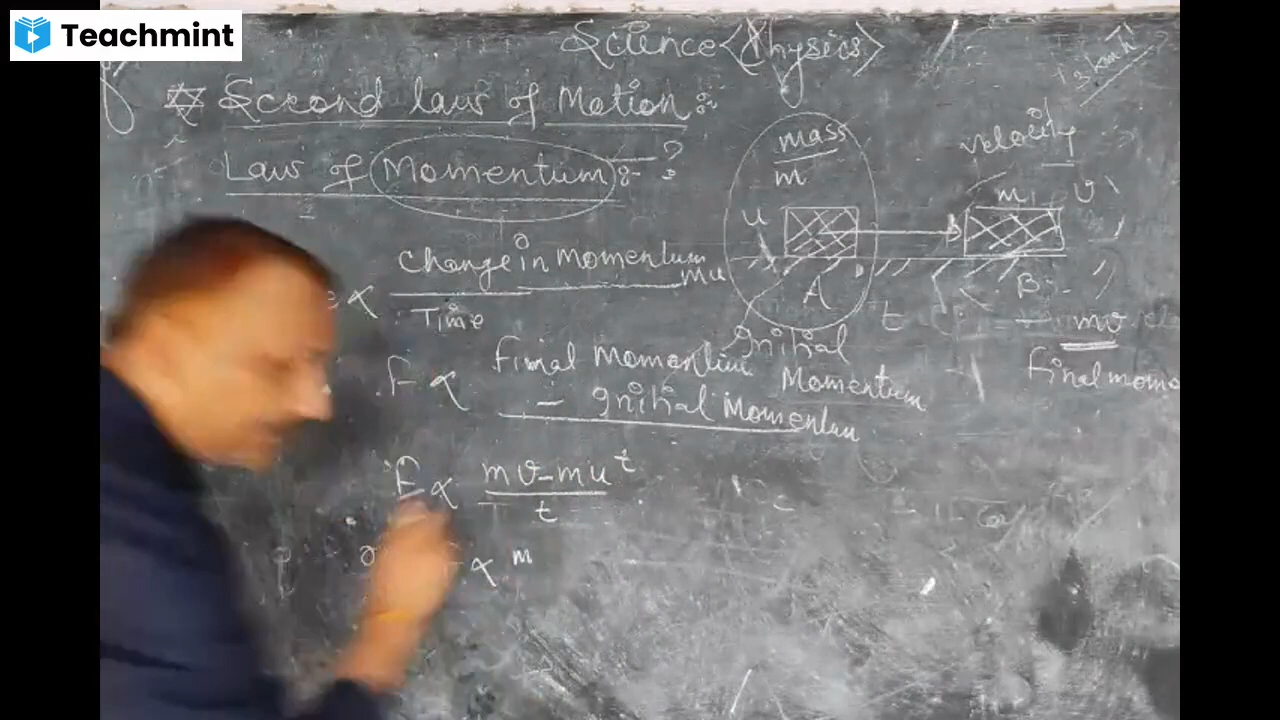 Teachmint
Science <Physics>
Second law of Motion :-
Law of Momentum :- ?
Change in momentum
Time
F ∝ Final Momentum
- Initial Momentum
F ∝ mv - mu
t
∝ m
mass
m
u
A
mu
Initial
Momentum
t
velocity
m v
B
mv
Final mome